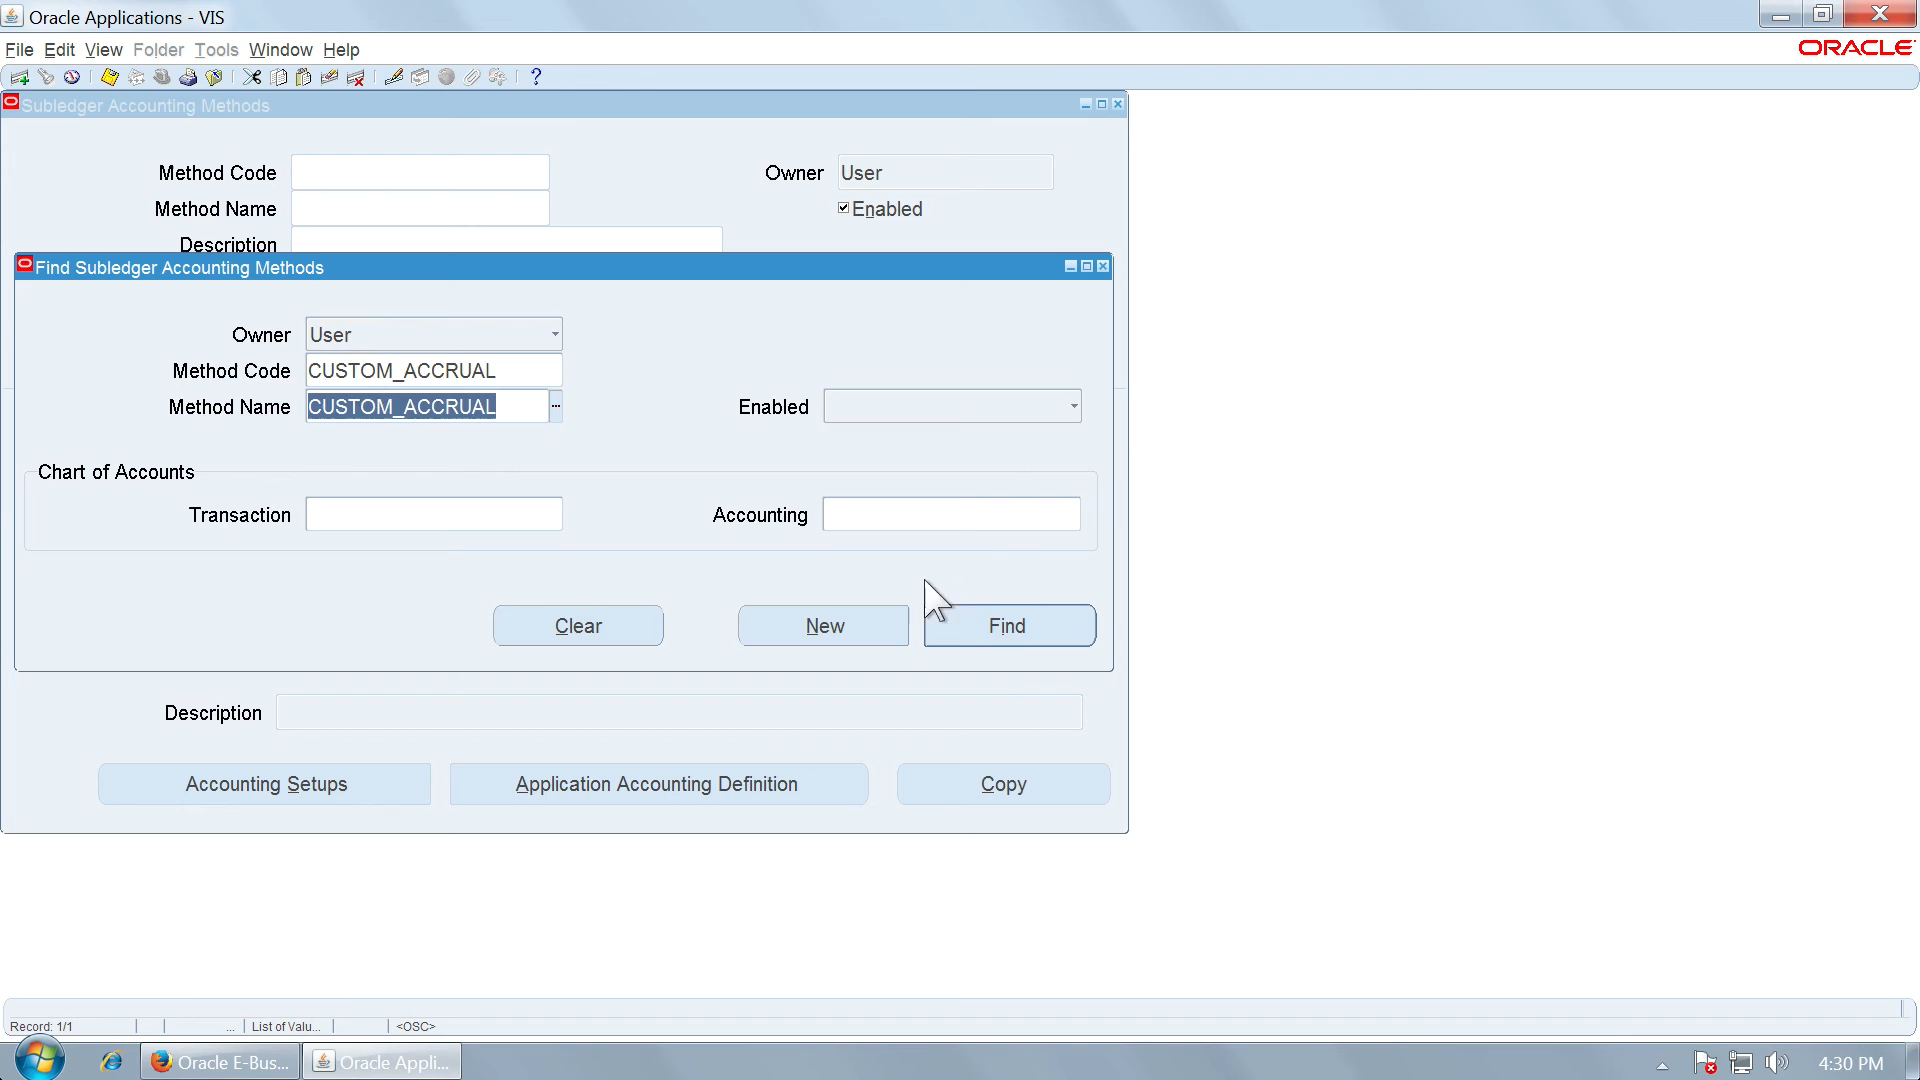 Oracle Applications - VIS
File Edit View Folder Tools Window Help
ORACLE
Subledger Accounting Methods
Method Code
Owner User
Method Name
Enabled
Description
Find Subledger Accounting Methods
Owner User
Method Code CUSTOM_ACCRUAL
Method Name CUSTOM_ACCRUAL ...
Enabled
Chart of Accounts
Transaction
Accounting
Clear New Find
Description
Accounting Setups Application Accounting Definition Copy
Record: 1/1 ... List of Valu... <OSC>
Oracle E-Bus... Oracle Appli... 4:30 PM